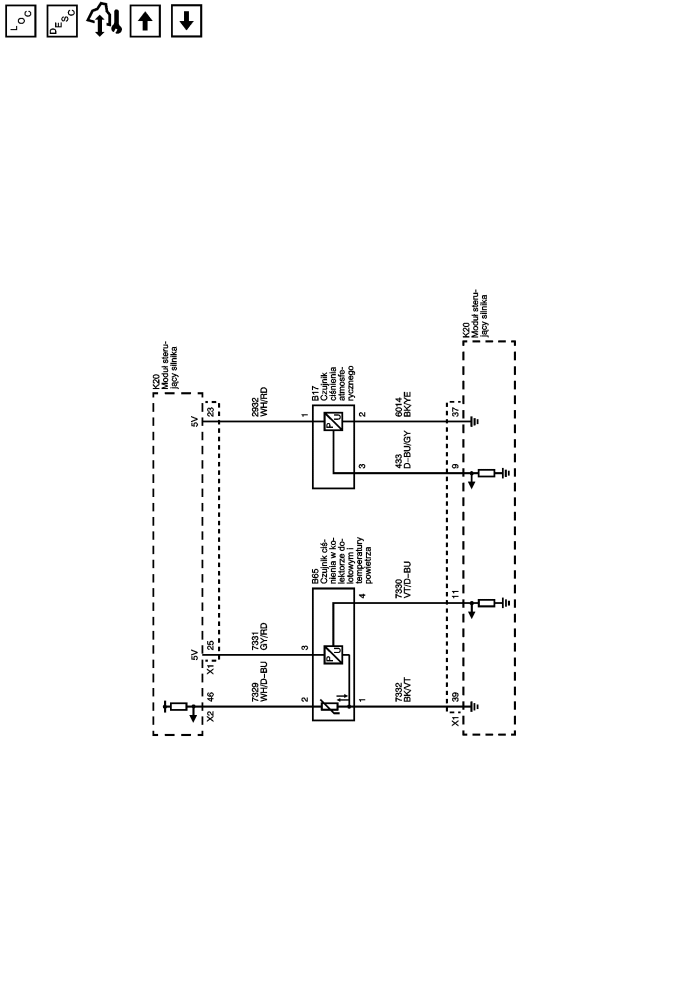 LOC
DESC
K20
Moduł steru-
jący silnika
5V
23
2932
WH/RD
1
B17
Czujnik
ciśnienia
atmosfe-
rycznego
P
U
2
6014
BK/YE
37
K20
Moduł steru-
jący silnika
3
433
D-BU/GY
9
5V
25
X1
7331
GY/RD
3
B65
Czujnik ciś-
nienia w ko-
lektorze do-
lotowym i
temperatury
powietrza
P
U
4
7330
VT/D-BU
11
46
X2
7329
WH/D-BU
2
1
7332
BK/VT
39
X1